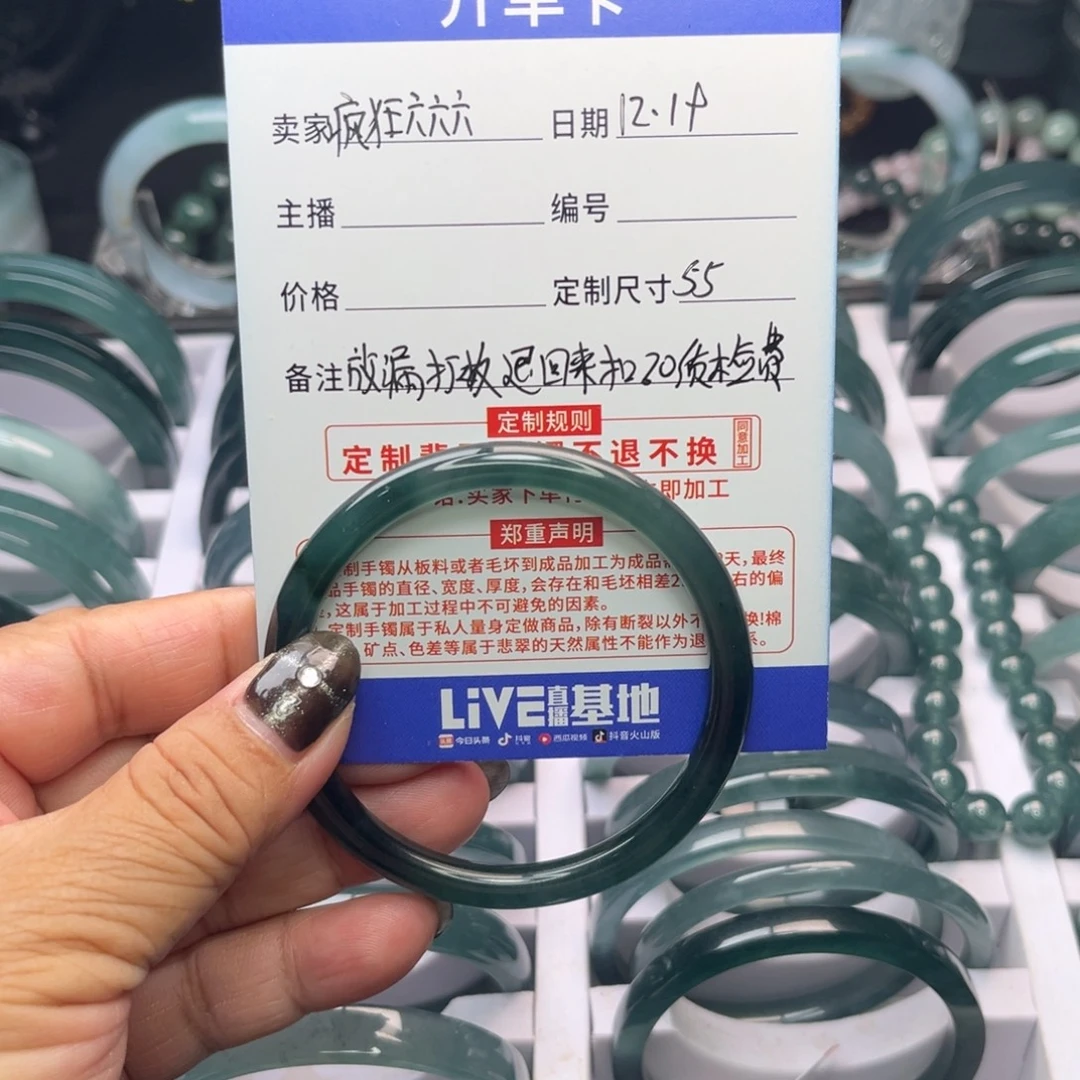 开单卡
卖家疯狂六六六 日期12.19
主播 编号
价格 定制尺寸55
备注放漏打板退回来扣20质检费
定制规则
定制 不退不换 同意加工
买家下单 即加工
郑重声明
制手镯从板料或者毛坯到成品加工为成品 天,最终
品手镯的直径、宽度、厚度,会存在和毛坯相差2 右的偏
,这属于加工过程中不可避免的因素。
定制手镯属于私人量身定做商品,除有断裂以外不 换!棉
矿点、色差等属于翡翠的天然属性不能作为退 系。
LiVE直播基地
头条 今日头条 抖音 西瓜视频 抖音火山版